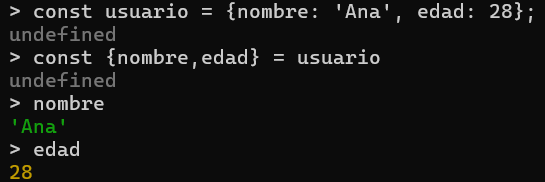 > const usuario = {nombre: 'Ana', edad: 28};
undefined
> const {nombre,edad} = usuario
undefined
> nombre
'Ana'
> edad
28